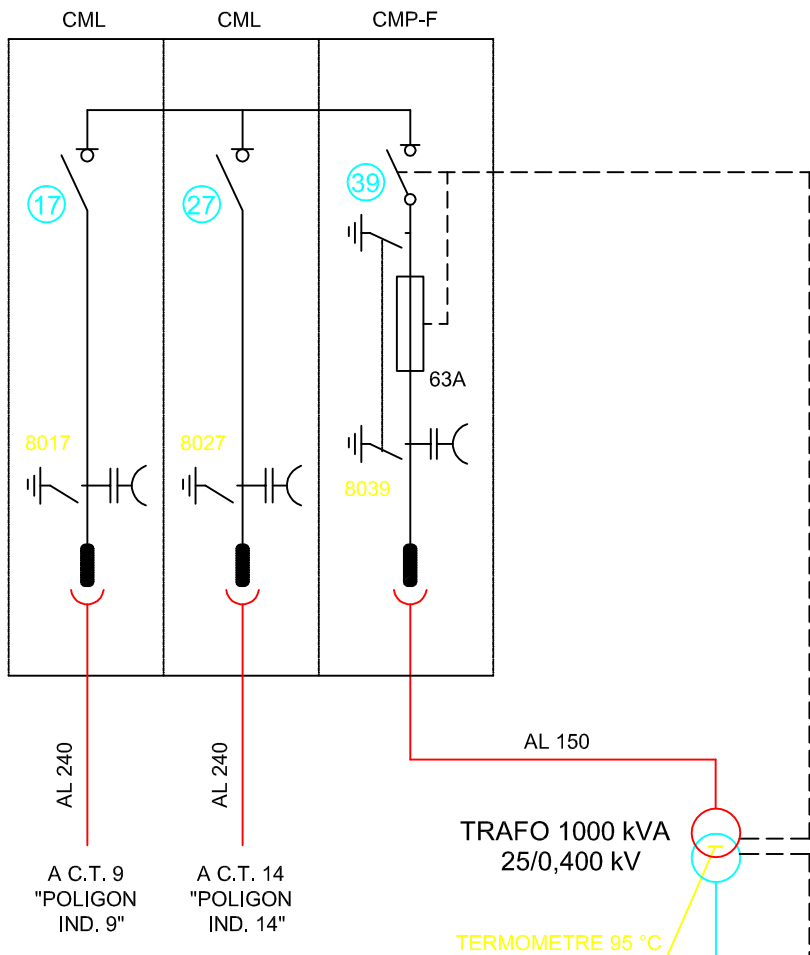 CML
CML
CMP-F
17
27
39
63A
8017
8027
8039
AL 240
AL 240
AL 150
TRAFO 1000 kVA
25/0,400 kV
A C.T. 9
"POLIGON
IND. 9"
A C.T. 14
"POLIGON
IND. 14"
TERMOMETRE 95 °C